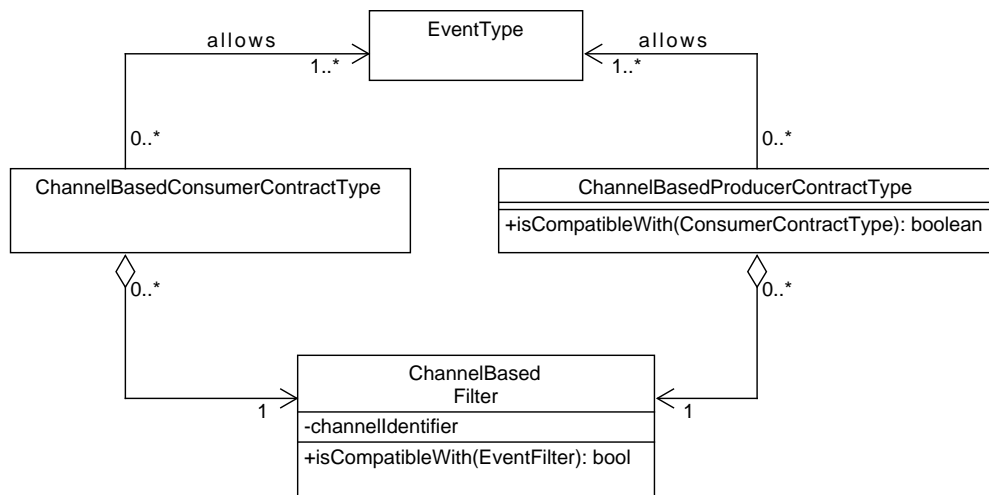 EventType
allows
allows
1..*
1..*
0..*
0..*
ChannelBasedConsumerContractType
ChannelBasedProducerContractType
+isCompatibleWith(ConsumerContractType): boolean
0..*
0..*
ChannelBased
Filter
1
1
-channelIdentifier
+isCompatibleWith(EventFilter): bool